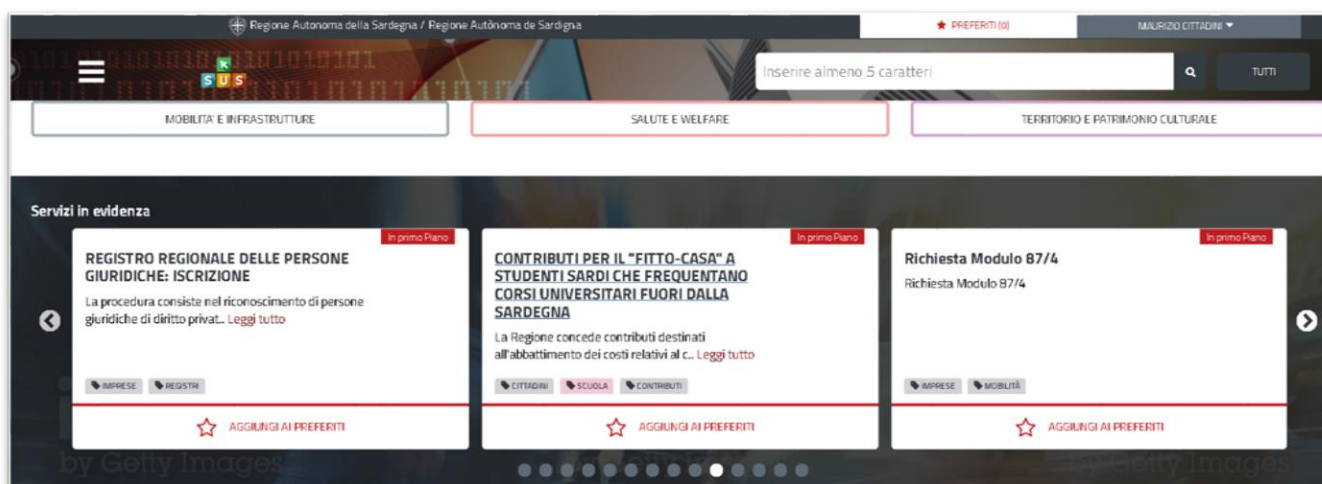 Regione Autonoma della Sardegna / Regione Autònoma de Sardigna
PREFERITI (0)
MAURIZIO CITTADINI
SUS
Inserire almeno 5 caratteri
TUTTI
MOBILITA' E INFRASTRUTTURE
SALUTE E WELFARE
TERRITORIO E PATRIMONIO CULTURALE
Servizi in evidenza
In primo Piano
REGISTRO REGIONALE DELLE PERSONE
GIURIDICHE: ISCRIZIONE
La procedura consiste nel riconoscimento di persone
giuridiche di diritto privat... Leggi tutto
IMPRESE
REGISTRI
AGGIUNGI AI PREFERITI
In primo Piano
CONTRIBUTI PER IL "FITTO-CASA" A
STUDENTI SARDI CHE FREQUENTANO
CORSI UNIVERSITARI FUORI DALLA
SARDEGNA
La Regione concede contributi destinati
all'abbattimento dei costi relativi al c... Leggi tutto
CITTADINI
SCUOLA
CONTRIBUTI
AGGIUNGI AI PREFERITI
In primo Piano
Richiesta Modulo 87/4
Richiesta Modulo 87/4
IMPRESE
MOBILITÀ
AGGIUNGI AI PREFERITI
by Getty Images
by Getty Images